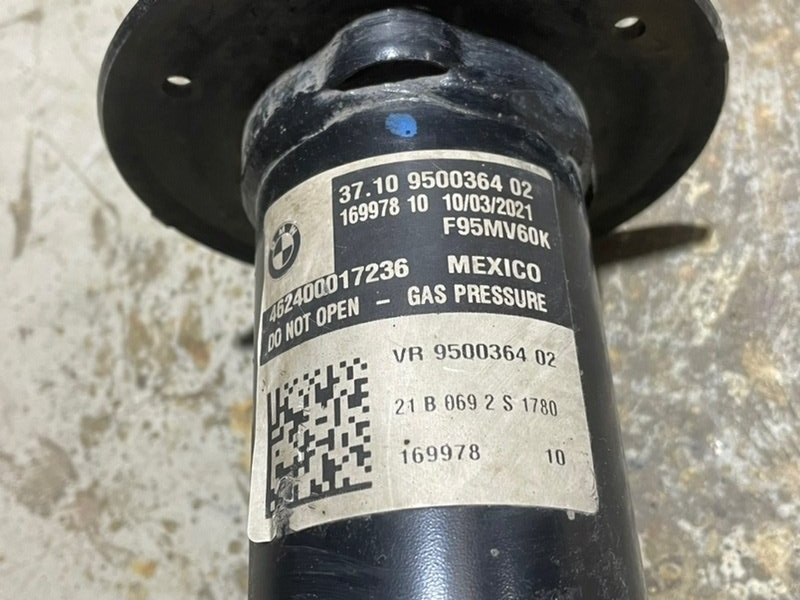 37.10 9500364 02
169978 10 10/03/2021
F95MV60K
462400017236 MEXICO
DO NOT OPEN - GAS PRESSURE
VR 9500364 02
21 B 069 2 S 1780
169978 10